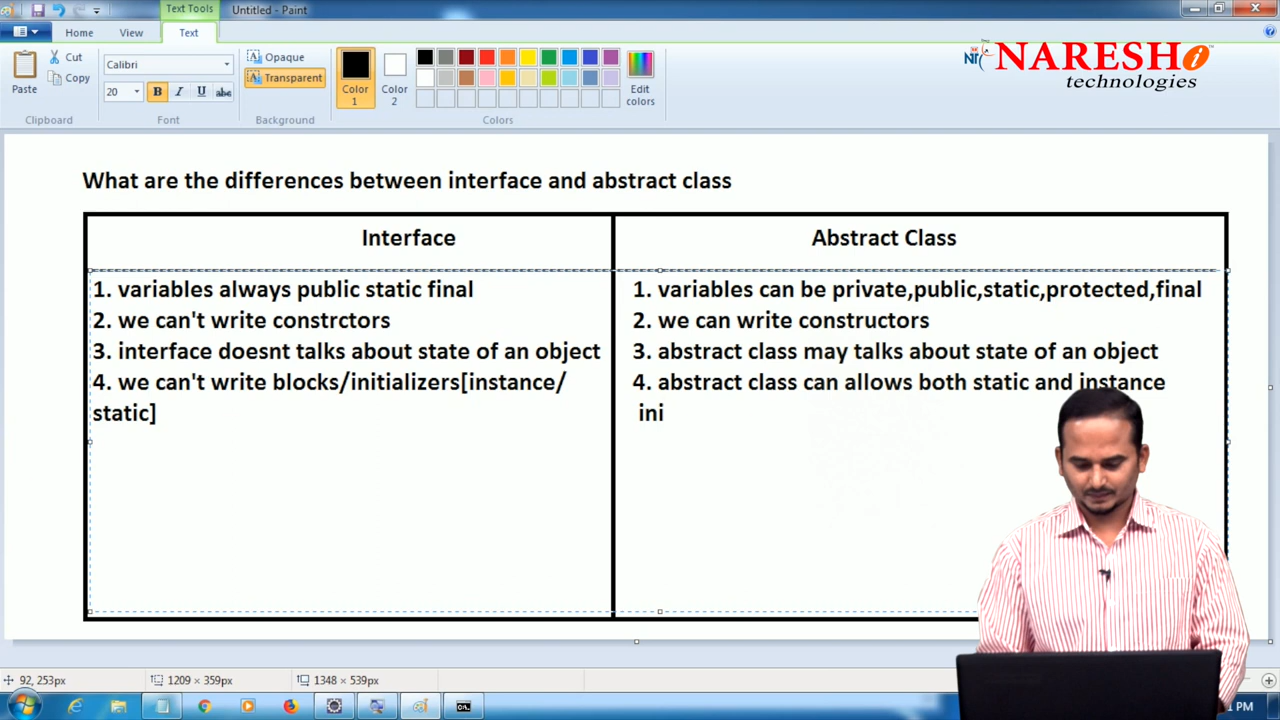 Text Tools
Untitled - Paint
Home
View
Text
Paste
Cut
Copy
Clipboard
Calibri
20
B I U abc
Font
Opaque
Transparent
Background
Color 1
Color 2
Edit colors
Colors
NARESH i
technologies
What are the differences between interface and abstract class
Interface
Abstract Class
1. variables always public static final
2. we can't write constrctors
3. interface doesnt talks about state of an object
4. we can't write blocks/initializers[instance/
static]
1. variables can be private,public,static,protected,final
2. we can write constructors
3. abstract class may talks about state of an object
4. abstract class can allows both static and instance
ini
92, 253px
1209 × 359px
1348 × 539px
PM